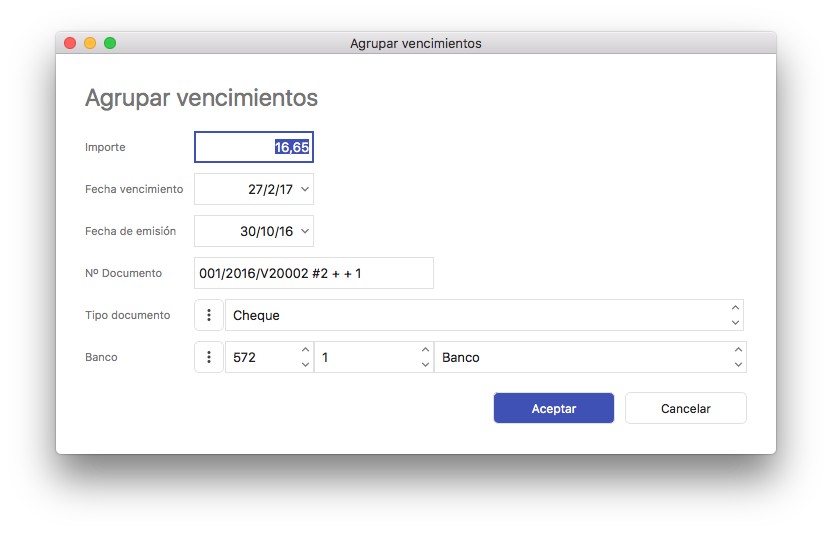 Agrupar vencimientos
Agrupar vencimientos
Importe 16,65
Fecha vencimiento 27/2/17
Fecha de emisión 30/10/16
Nº Documento 001/2016/V20002 #2 + + 1
Tipo documento Cheque
Banco 572 1 Banco
Aceptar Cancelar